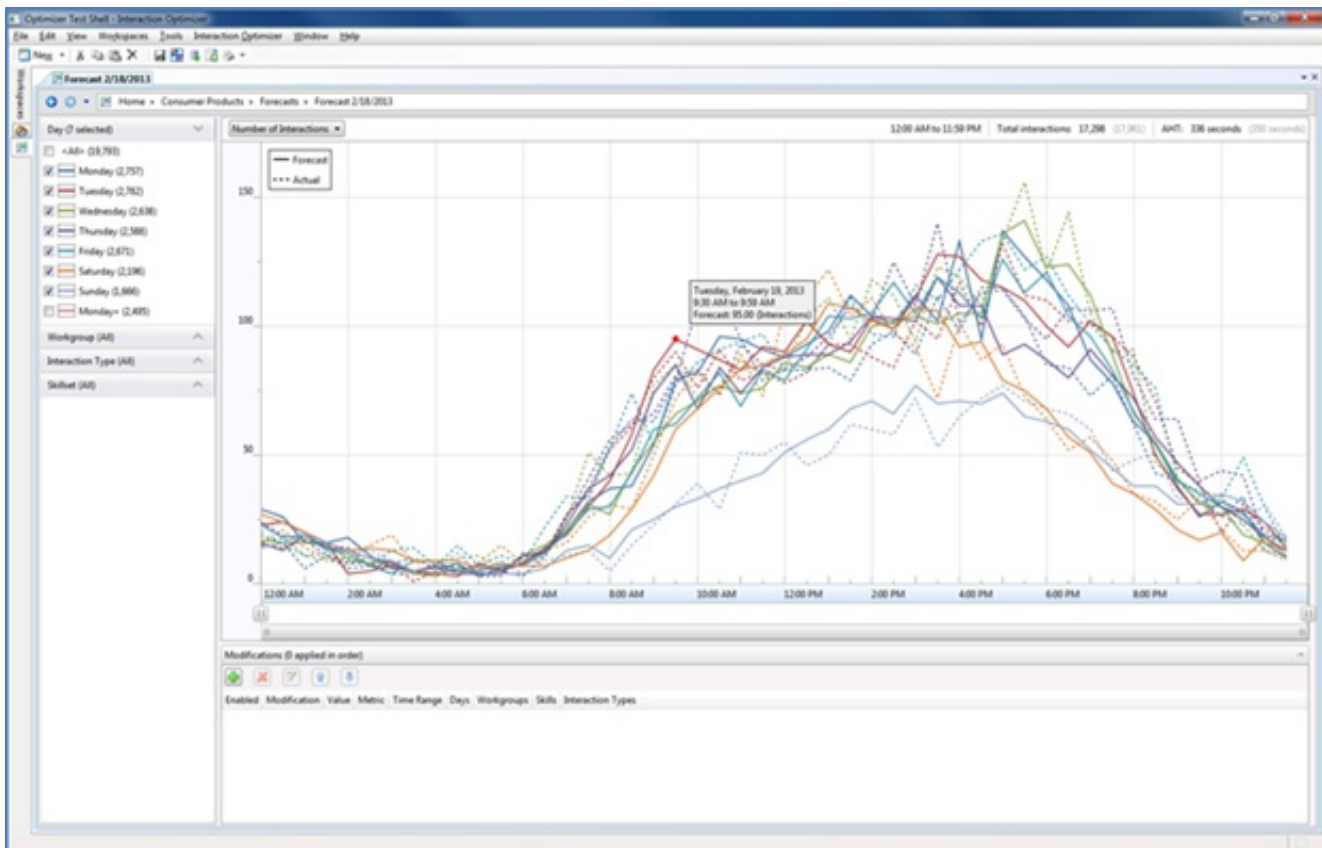 Optimizer Test Shell - Interaction Optimizer
File Edit View Workspaces Tools Interaction Optimizer Window Help
New
Workspaces
Forecast 2/18/2013
Home Consumer Products Forecasts Forecast 2/18/2013
Day (7 selected)
<All> (19,793)
Monday (2,757)
Tuesday (2,762)
Wednesday (2,638)
Thursday (2,588)
Friday (2,671)
Saturday (2,196)
Sunday (1,666)
Monday+ (2,495)
Workgroup (All)
Interaction Type (All)
Skillset (All)
Number of Interactions
12:00 AM to 11:59 PM Total interactions: 17,298 (17,961) AHT: 336 seconds (350 seconds)
Forecast
Actual
150
100
50
0
Tuesday, February 19, 2013
9:30 AM to 9:59 AM
Forecast: 95.00 (Interactions)
12:00 AM 2:00 AM 4:00 AM 6:00 AM 8:00 AM 10:00 AM 12:00 PM 2:00 PM 4:00 PM 6:00 PM 8:00 PM 10:00 PM
Modifications (0 applied in order)
Enabled Modification Value Metric Time Range Days Workgroups Skills Interaction Types